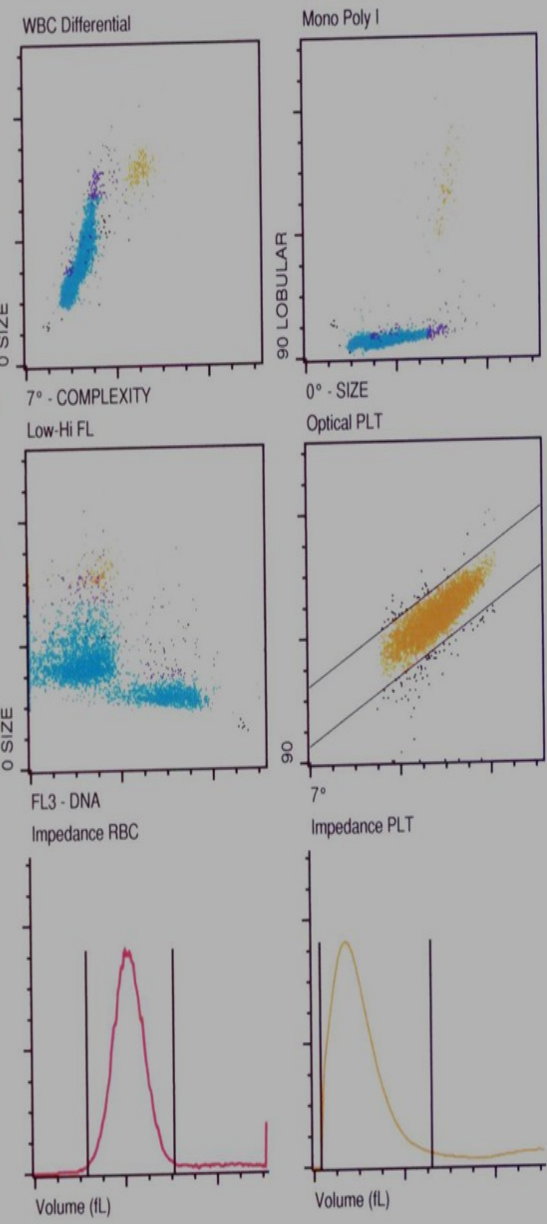 WBC Differential
Mono Poly I
0 SIZE
90 LOBULAR
7° - COMPLEXITY
0° - SIZE
Low-Hi FL
Optical PLT
0 SIZE
90
FL3 - DNA
7°
Impedance RBC
Impedance PLT
Volume (fL)
Volume (fL)